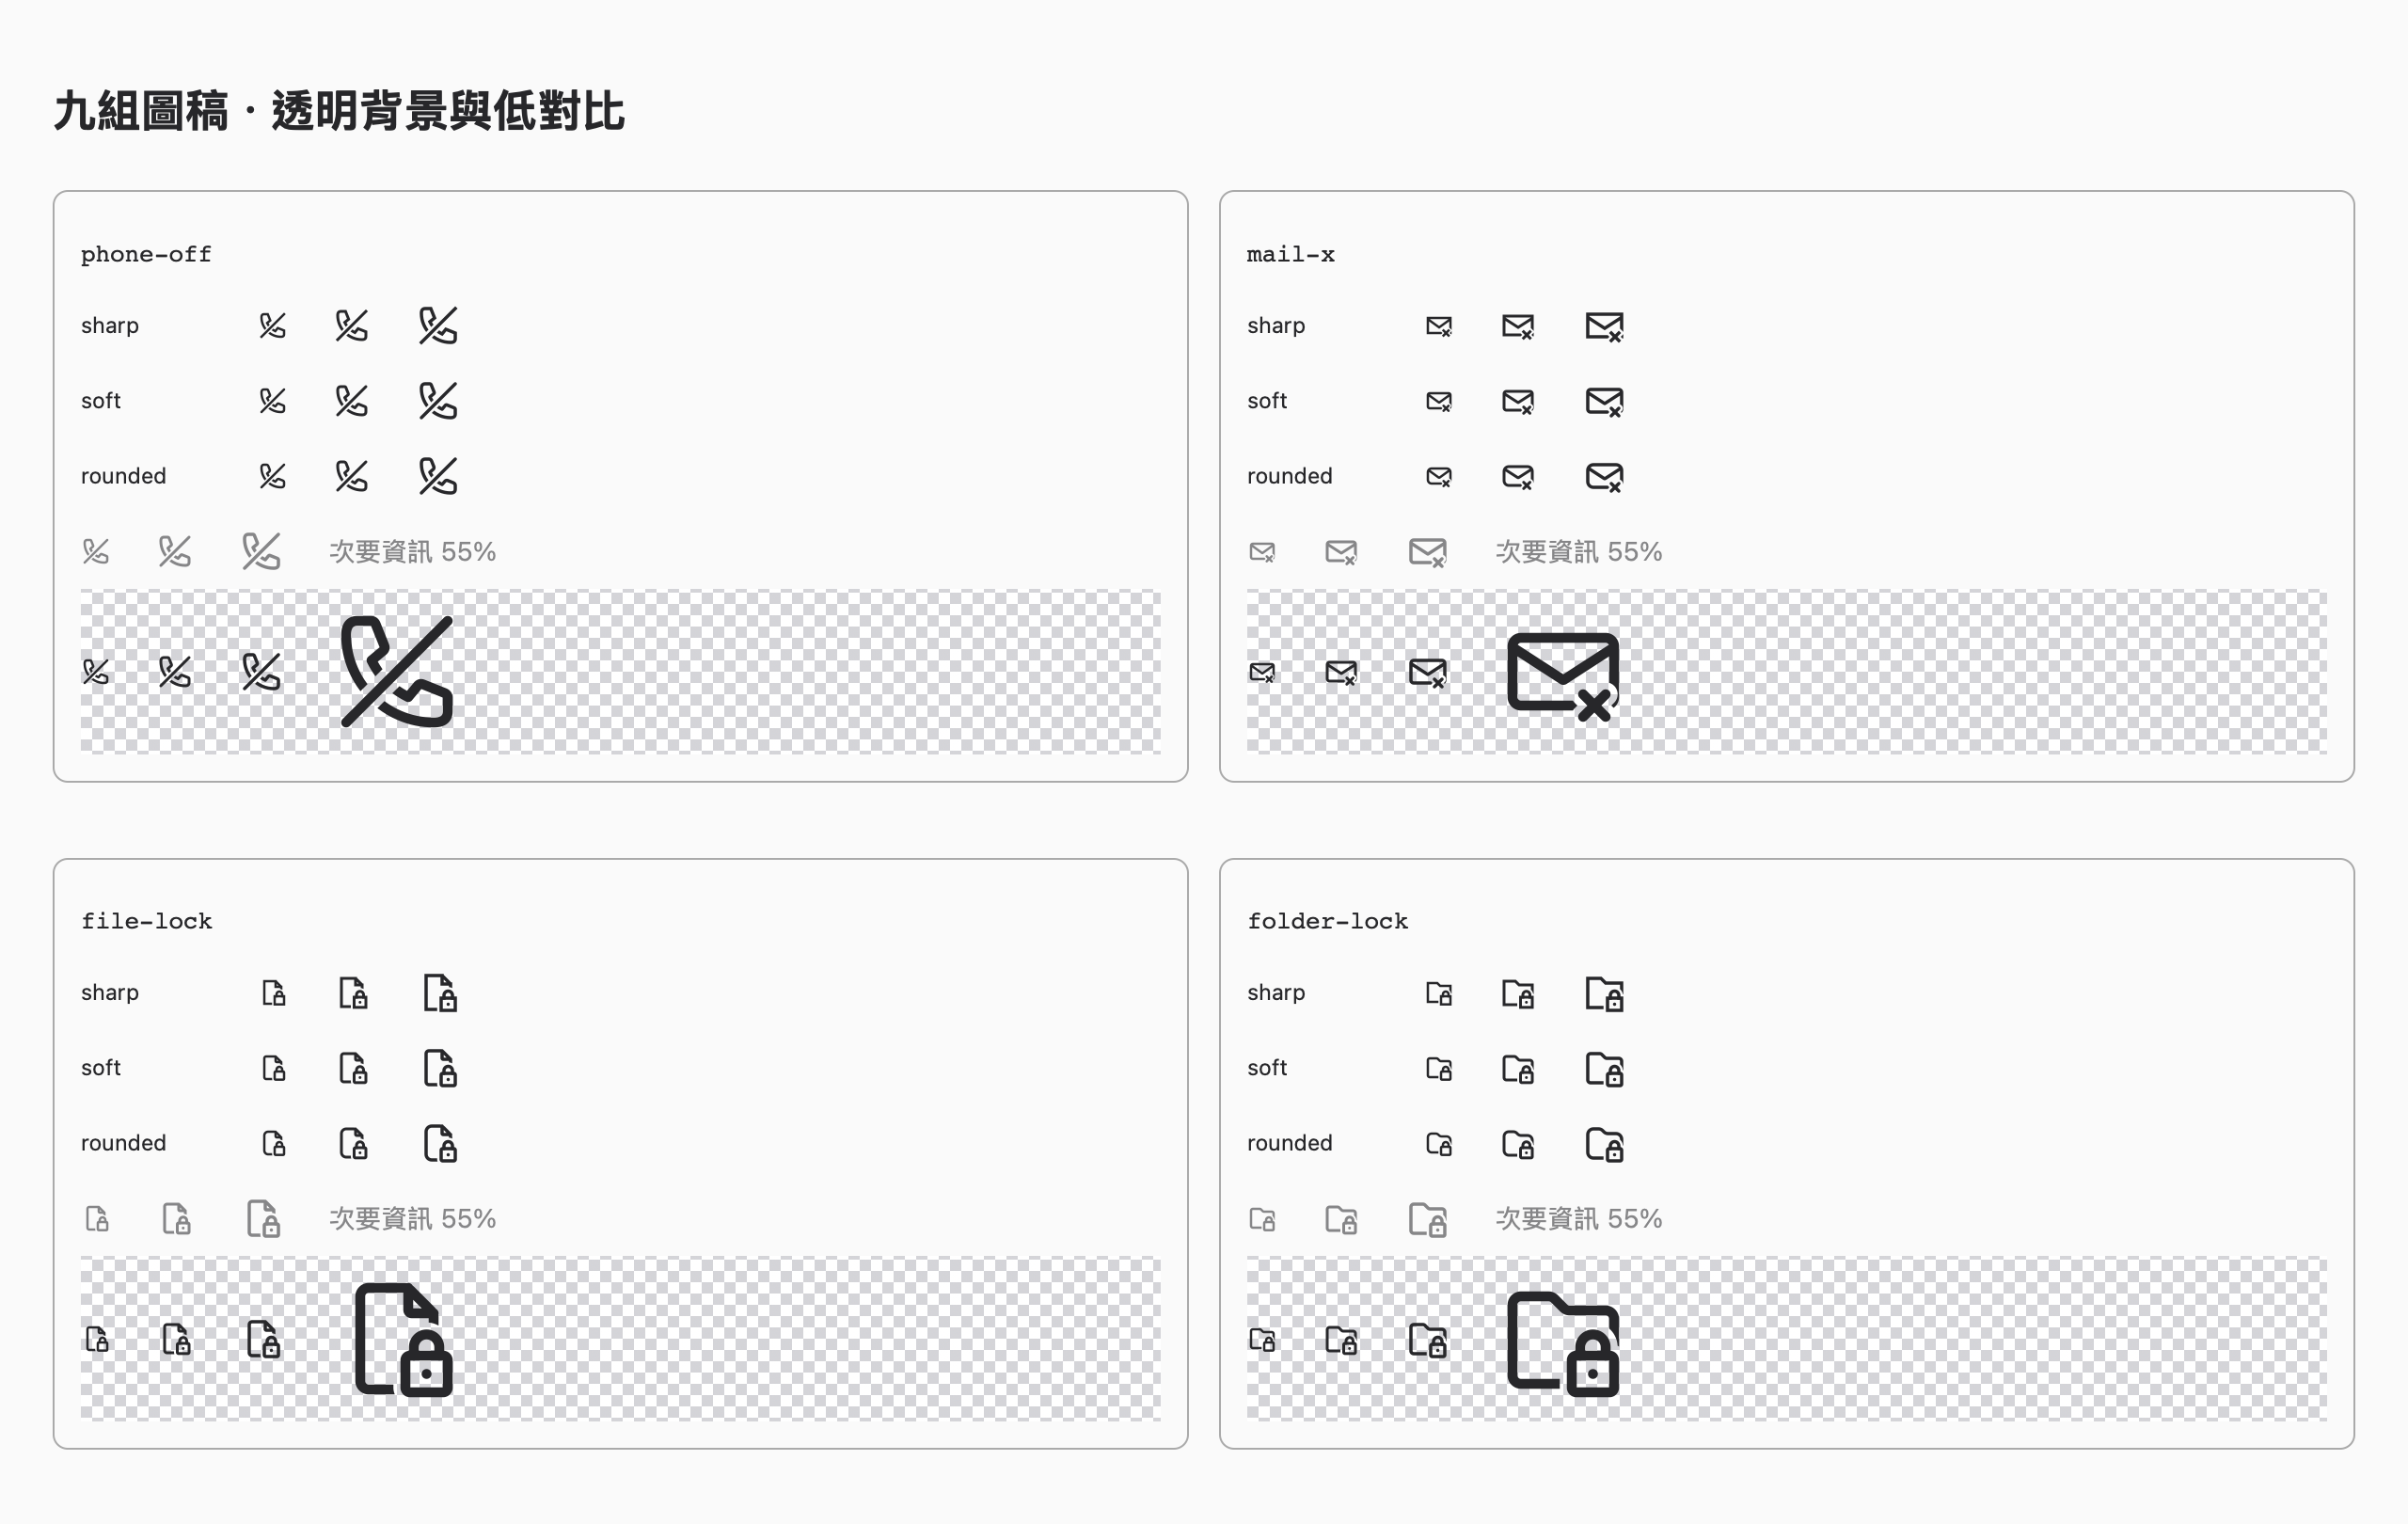 九組圖稿 · 透明背景與低對比
phone-off
sharp
soft
rounded
次要資訊 55%
mail-x
sharp
soft
rounded
次要資訊 55%
file-lock
sharp
soft
rounded
次要資訊 55%
folder-lock
sharp
soft
rounded
次要資訊 55%